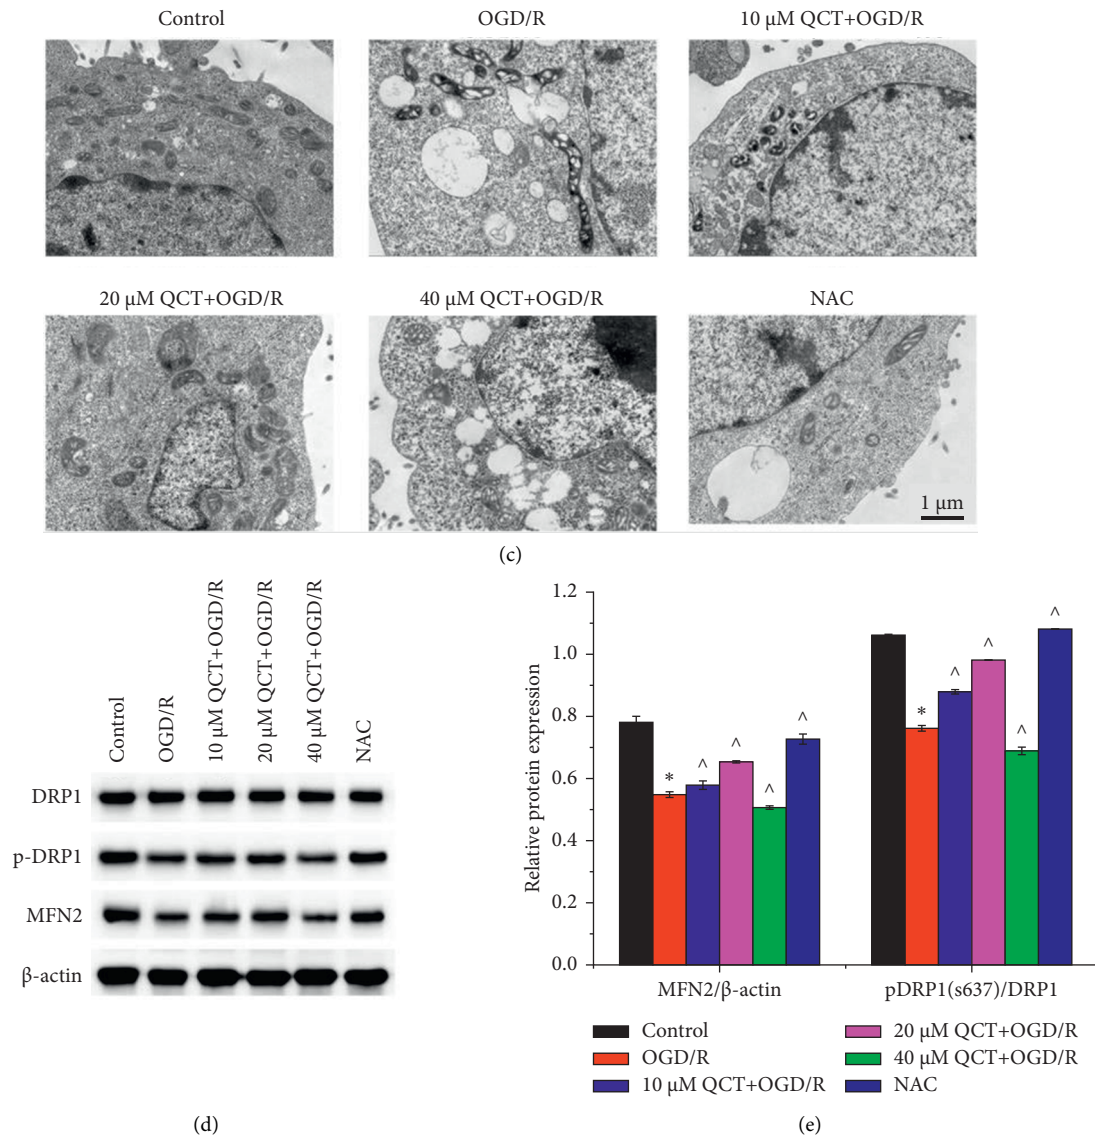 Control
OGD/R
10 μM QCT+OGD/R
20 μM QCT+OGD/R
40 μM QCT+OGD/R
NAC
1 μm
(c)
Control
OGD/R
10 μM QCT+OGD/R
20 μM QCT+OGD/R
40 μM QCT+OGD/R
NAC
DRP1
p-DRP1
MFN2
β-actin
(d)
Relative protein expression
1.2
1.0
0.8
0.6
0.4
0.2
0.0
*
^
^
^
^
*
^
^
^
^
MFN2/β-actin
pDRP1(s637)/DRP1
Control
OGD/R
10 μM QCT+OGD/R
20 μM QCT+OGD/R
40 μM QCT+OGD/R
NAC
(e)